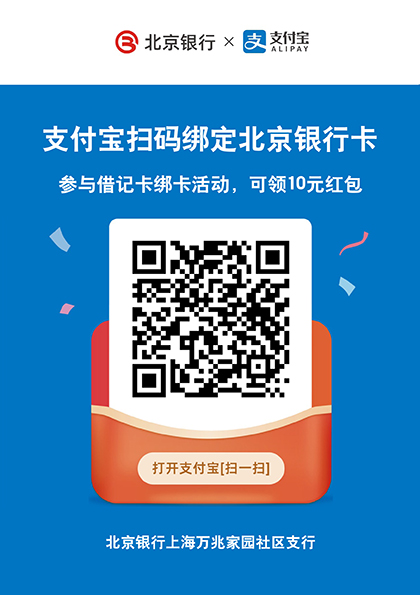 北京银行 × 支付宝
ALIPAY
支付宝扫码绑定北京银行卡
参与借记卡绑卡活动，可领10元红包
打开支付宝[扫一扫]
北京银行上海万兆家园社区支行